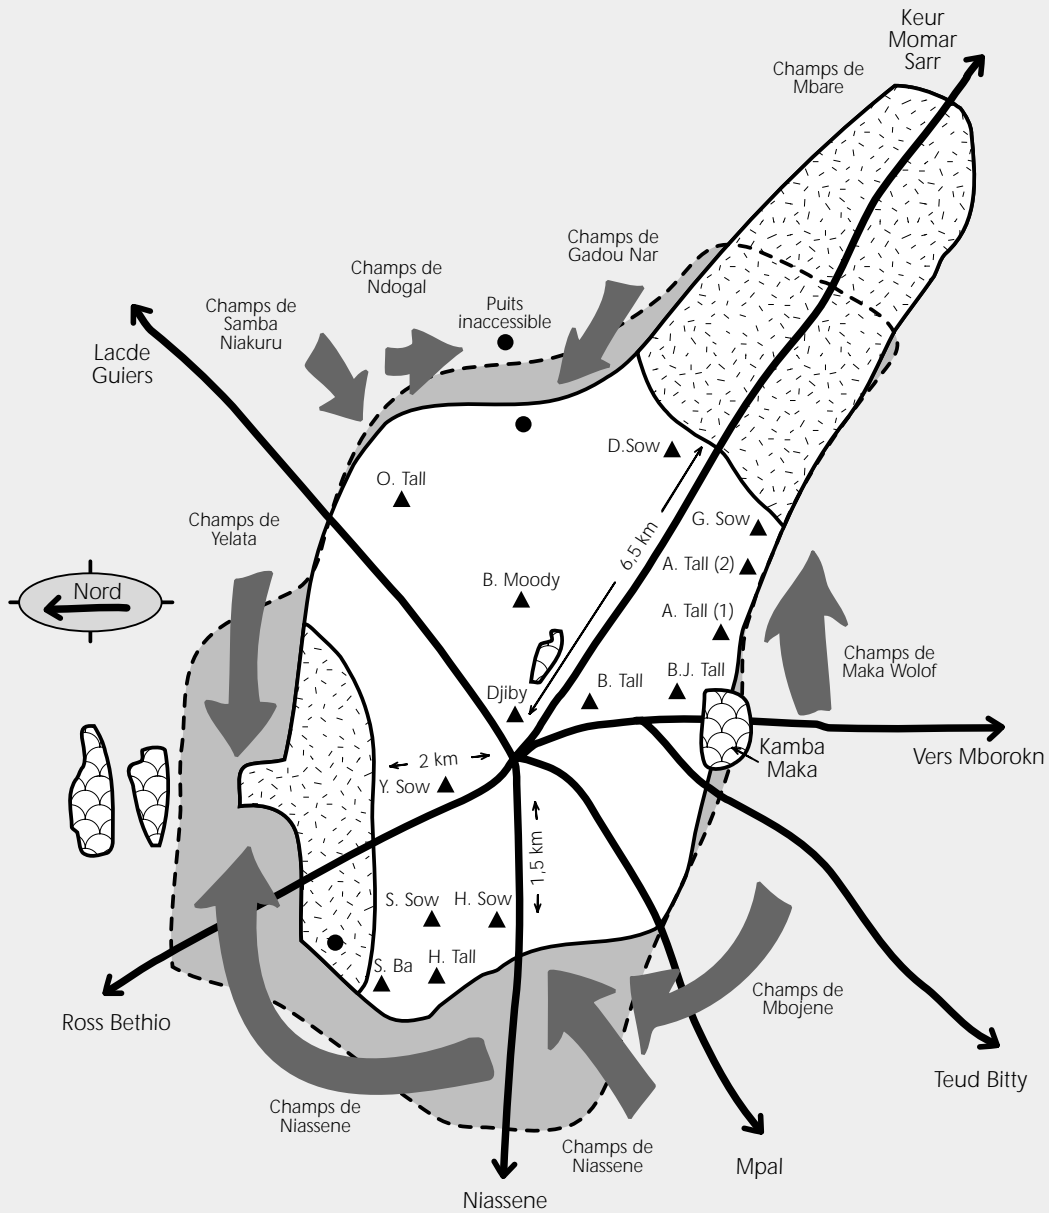 Keur
Momar
Sarr
Champs de
Mbare
Champs de
Gadou Nar
Champs de
Ndogal
Puits
inaccessible
Champs de
Samba
Niakuru
Lacde
Guiers
D.Sow
O. Tall
G. Sow
Champs de
Yelata
6,5 km
A. Tall (2)
B. Moody
Nord
A. Tall (1)
Champs de
Maka Wolof
B.J. Tall
B. Tall
Djiby
Kamba
Maka
Vers Mborokn
2 km
Y. Sow
1,5 km
S. Sow
H. Sow
S. Ba
H. Tall
Champs de
Mbojene
Ross Bethio
Teud Bitty
Champs de
Niassene
Champs de
Niassene
Mpal
Niassene